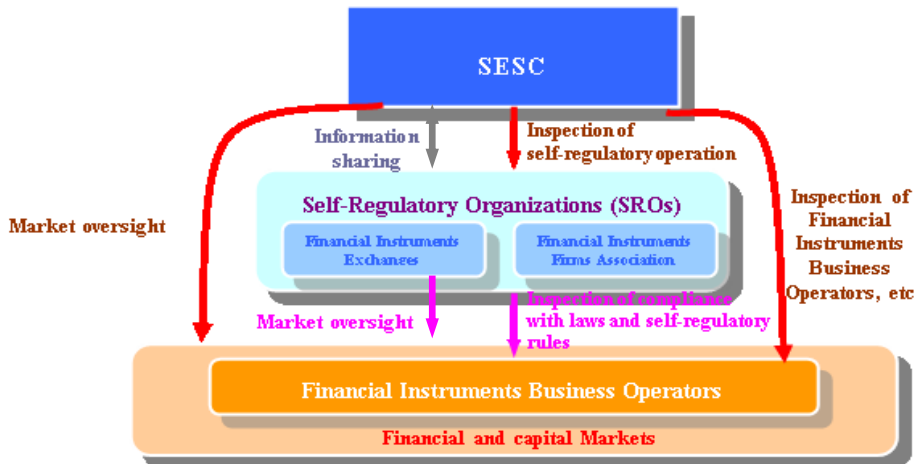 SESC
Information
sharing
Inspection of
self-regulatory operation
Self-Regulatory Organizations (SROs)
Financial Instruments
Exchanges
Financial Instruments
Firms Association
Market oversight
Inspection of
Financial
Instruments
Business
Operators, etc
Market oversight
Inspection of compliance
with laws and self-regulatory
rules
Financial Instruments Business Operators
Financial and capital Markets